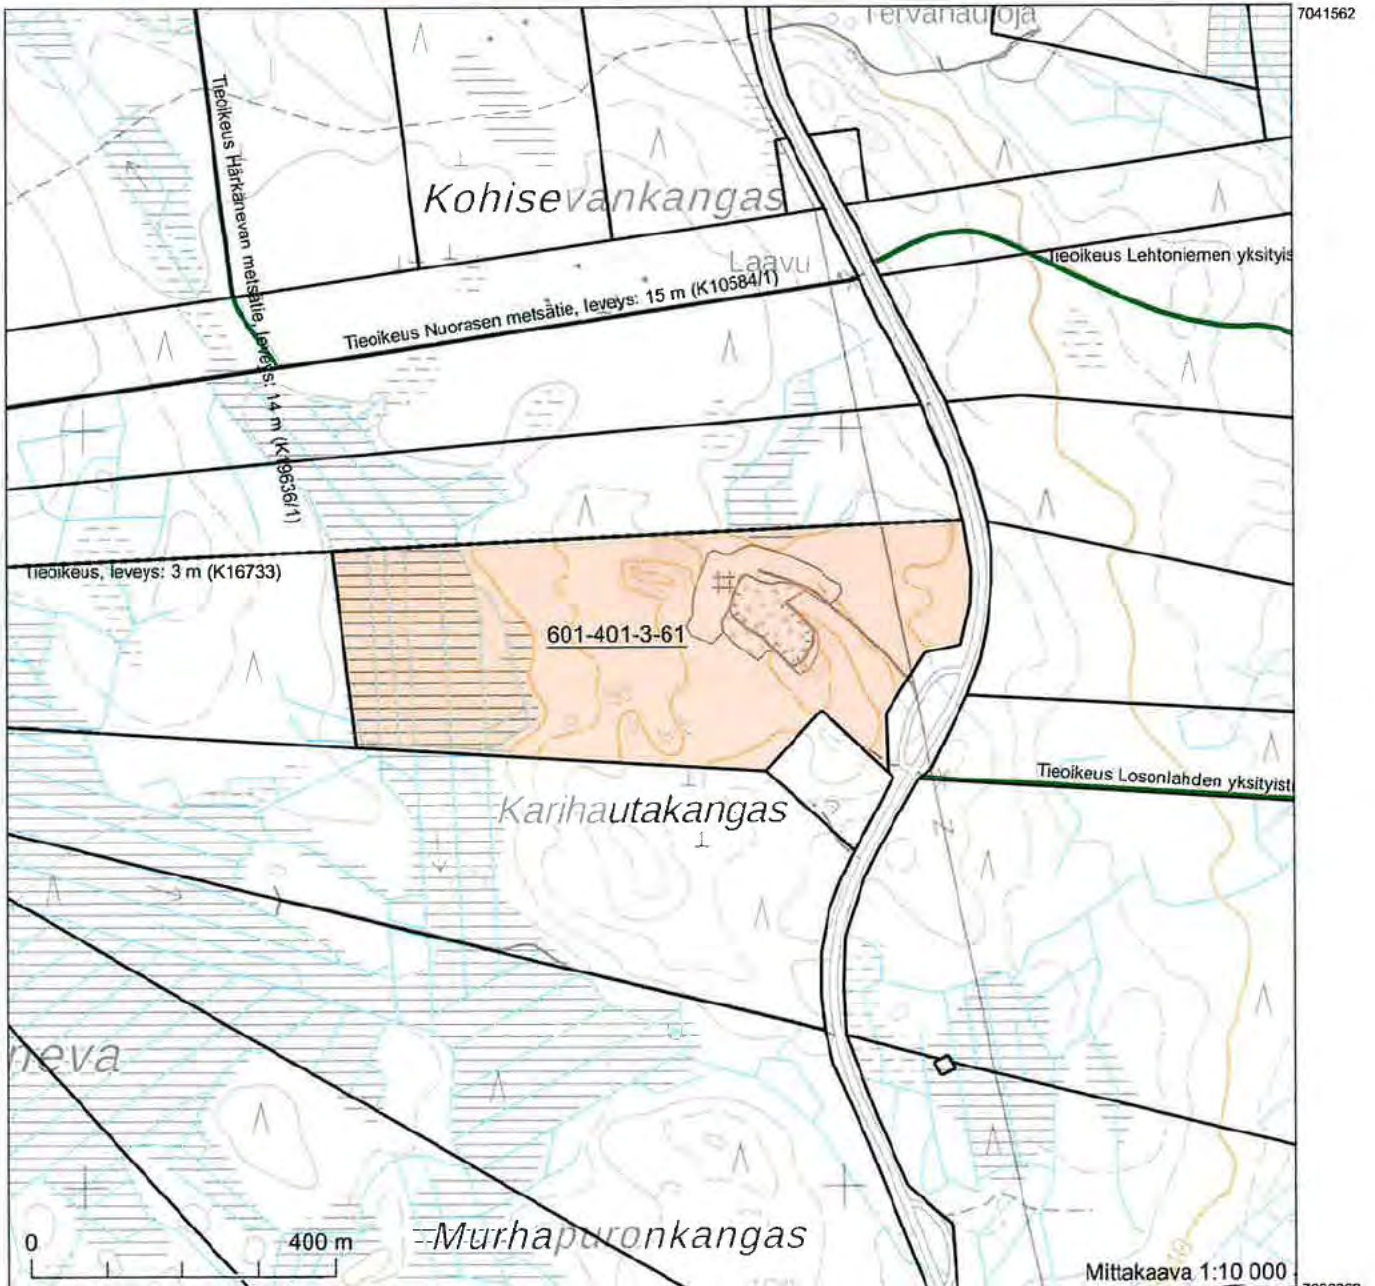 Tervahautoja
7041562
Tieoikeus Härkänevan metsätie, leveys: 14 m (K19636/1)
Kohisevankangas
Laavu
Tieoikeus Lehtoniemen yksityis
Tieoikeus Nuorasen metsätie, leveys: 15 m (K10584/1)
Tieoikeus, leveys: 3 m (K16733)
601-401-3-61
Tieoikeus Losonlahden yksityist
Karihautakangas
neva
Murhapuronkangas
0 400 m
Mittakaava 1:10 000